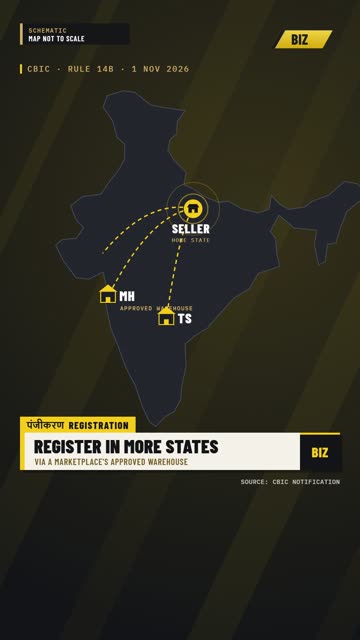 SCHEMATIC
MAP NOT TO SCALE
BIZ
CBIC · RULE 14B · 1 NOV 2026
SELLER
HOME STATE
MH
APPROVED WAREHOUSE
TS
पंजीकरण REGISTRATION
REGISTER IN MORE STATES
VIA A MARKETPLACE'S APPROVED WAREHOUSE
BIZ
SOURCE: CBIC NOTIFICATION